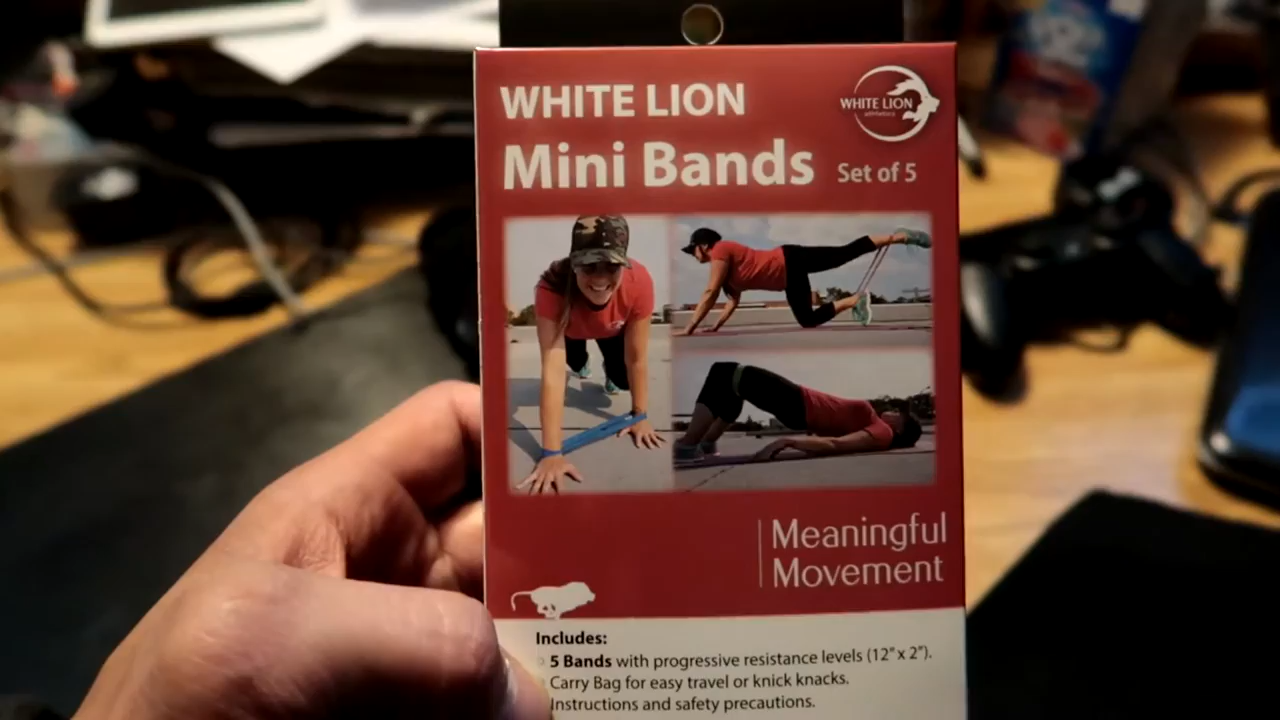 WHITE LION
WHITE LION
athletics
Mini Bands Set of 5
Meaningful
Movement
Includes:
5 Bands with progressive resistance levels (12" x 2").
Carry Bag for easy travel or knick knacks.
Instructions and safety precautions.